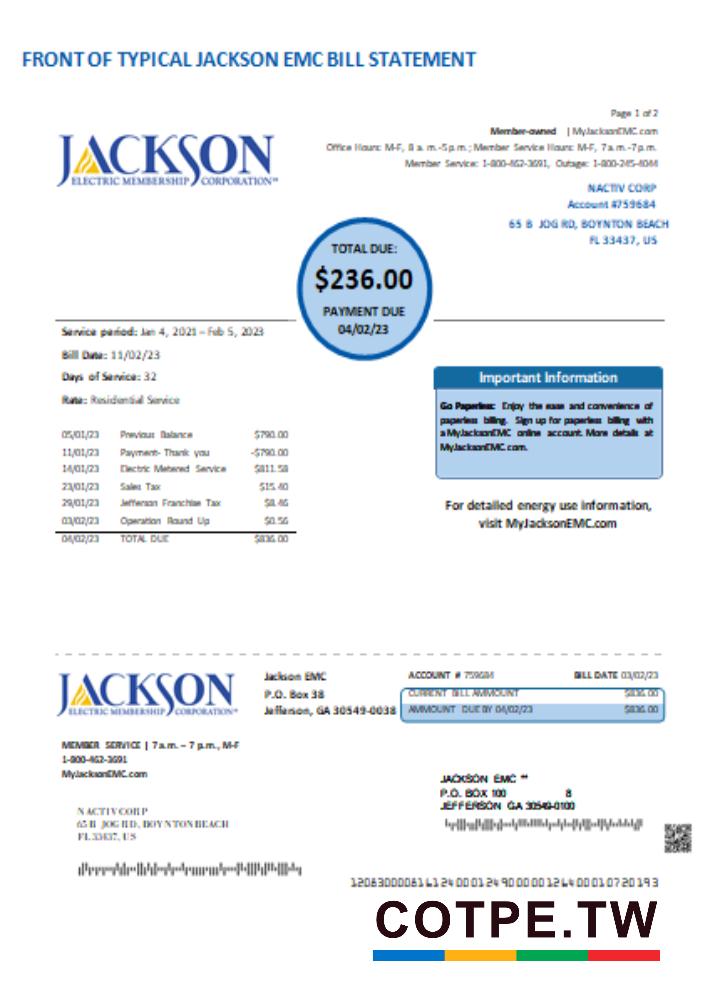 FRONT OF TYPICAL JACKSON EMC BILL STATEMENT
Page 1 of 2
Member-owned | MyJacksonEMC.com
Office Hours: M-F, 8 a. m.-5 p.m.; Member Service Hours: M-F, 7 a.m.-7 p.m.
Member Service: 1-800-462-3691, Outage: 1-800-245-4044
JACKSON
ELECTRIC MEMBERSHIP CORPORATION
NACTIV CORP
Account #759684
65 B JOG RD, BOYNTON BEACH
FL 33437, US
TOTAL DUE:
$236.00
PAYMENT DUE
04/02/23
Service period: Jan 4, 2021 – Feb 5, 2023
Bill Date: 11/02/23
Days of Service: 32
Rate: Residential Service
05/01/23 Previous Balance $790.00
11/01/23 Payment- Thank you -$790.00
14/01/23 Electric Metered Service $811.58
23/01/23 Sales Tax $15.40
29/01/23 Jefferson Franchise Tax $8.46
03/02/23 Operation Round Up $0.56
04/02/23 TOTAL DUE $836.00
Important Information
Go Paperless: Enjoy the ease and convenience of
paperless billing. Sign up for paperless billing with
a MyJacksonEMC online account. More details at
MyJacksonEMC.com.
For detailed energy use information,
visit MyJacksonEMC.com
JACKSON
ELECTRIC MEMBERSHIP CORPORATION
Jackson EMC
P.O. Box 38
Jefferson, GA 30549-0038
ACCOUNT # 759684 BILL DATE 03/02/23
CURRENT BILL AMMOUNT $836.00
AMMOUNT DUE BY 04/02/23 $836.00
MEMBER SERVICE | 7 a.m. – 7 p.m., M-F
1-800-462-3691
MyJacksonEMC.com
JACKSON EMC **
P.O. BOX 100 8
JEFFERSON GA 30549-0100
NACTIV CORP
65 B JOG RD, BOYNTON BEACH
FL 33437, US
COTPE.TW